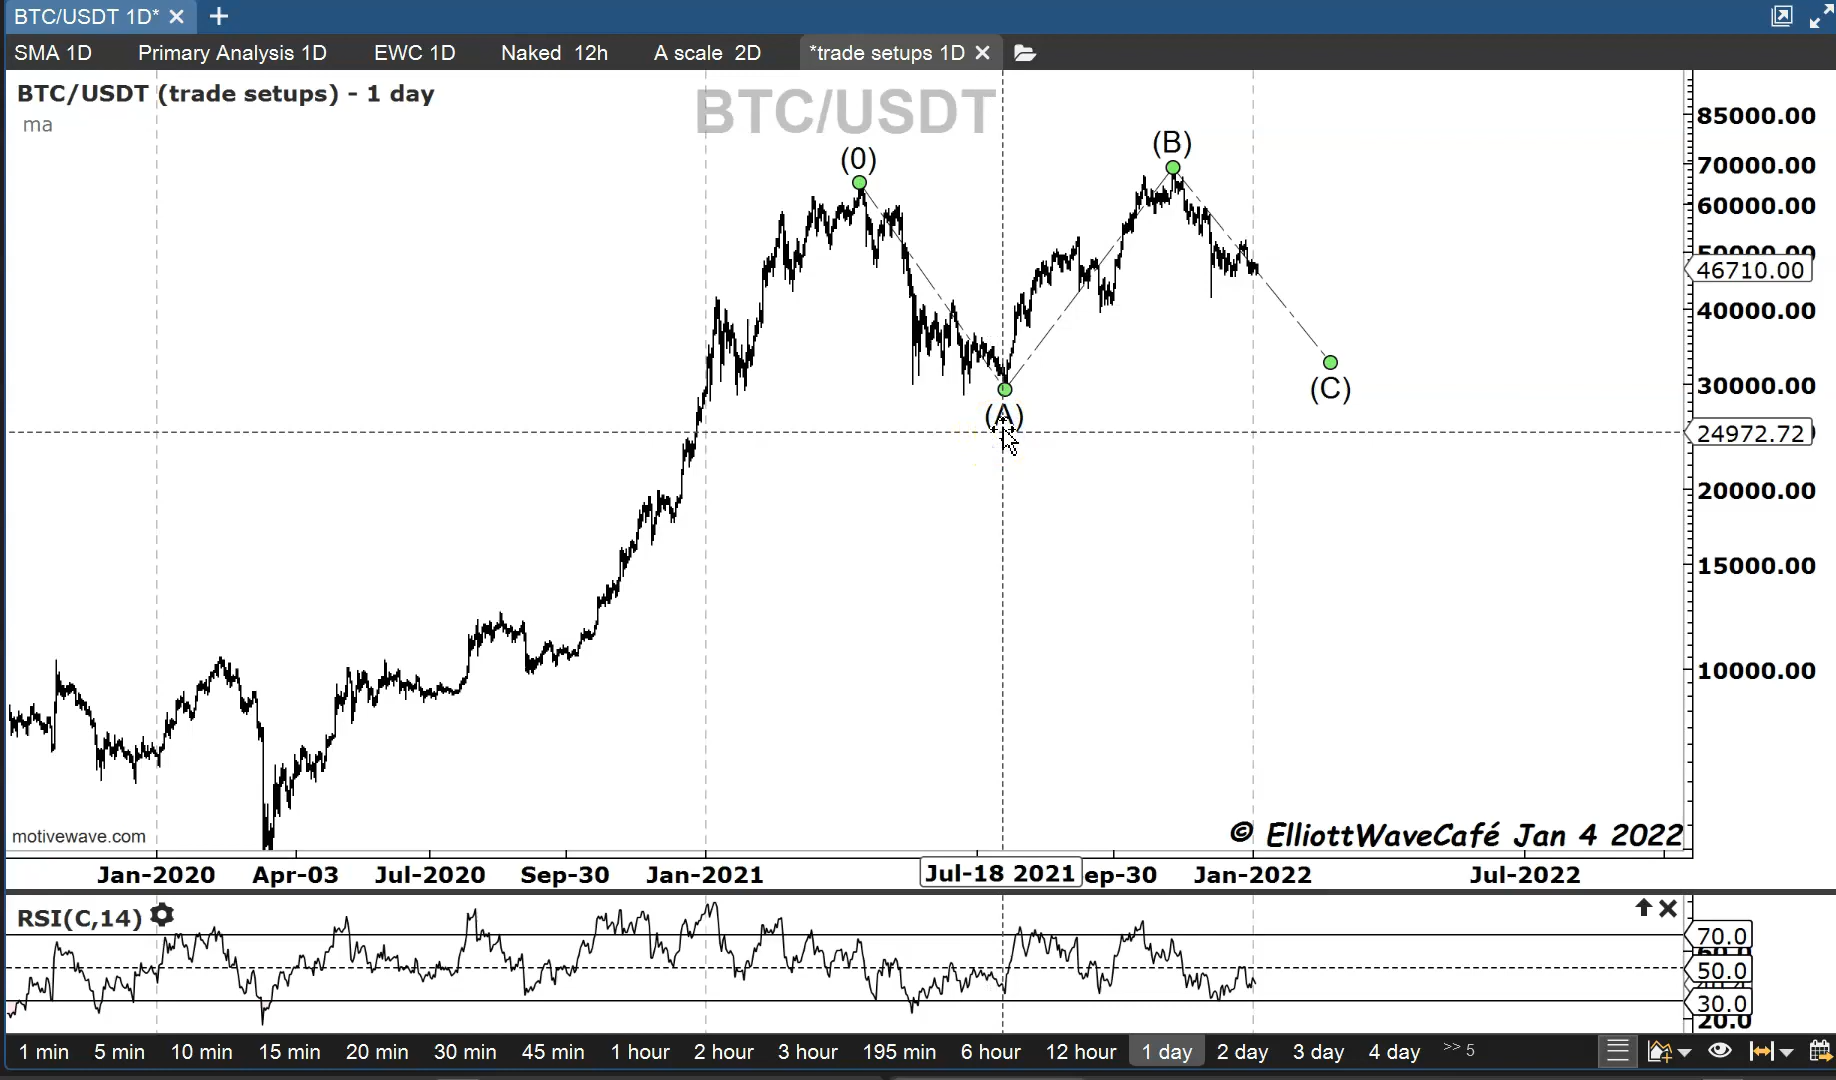 BTC/USDT 1D*
SMA 1D Primary Analysis 1D EWC 1D Naked 12h A scale 2D *trade setups 1D
BTC/USDT (trade setups) - 1 day
ma
BTC/USDT
(0)
(B)
(A)
(C)
85000.00
70000.00
60000.00
50000.00
46710.00
40000.00
30000.00
24972.72
20000.00
15000.00
10000.00
motivewave.com
© ElliottWaveCafé Jan 4 2022
Jan-2020 Apr-03 Jul-2020 Sep-30 Jan-2021 Jul-18 2021 ep-30 Jan-2022 Jul-2022
RSI(C,14)
70.0
50.0
30.0
20.0
1 min 5 min 10 min 15 min 20 min 30 min 45 min 1 hour 2 hour 3 hour 195 min 6 hour 12 hour 1 day 2 day 3 day 4 day >> 5